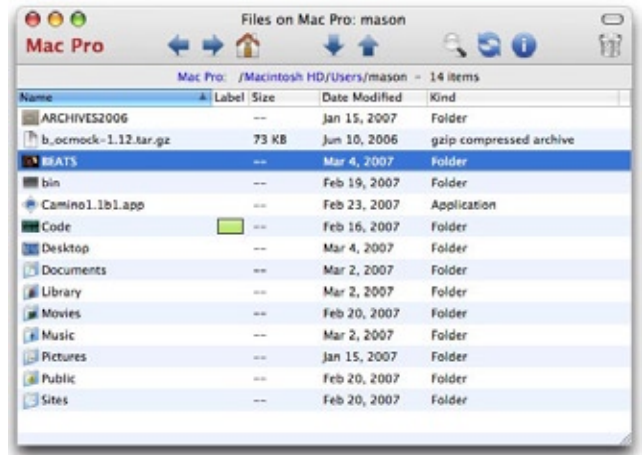 Files on Mac Pro: mason
Mac Pro
Mac Pro: /Macintosh HD/Users/mason - 14 items
Name Label Size Date Modified Kind
ARCHIVES2006 -- Jan 15, 2007 Folder
b_ocmock-1.12.tar.gz 73 KB Jun 10, 2006 gzip compressed archive
BEATS -- Mar 4, 2007 Folder
bin -- Feb 19, 2007 Folder
Camino1.1b1.app -- Feb 23, 2007 Application
Code -- Feb 16, 2007 Folder
Desktop -- Mar 4, 2007 Folder
Documents -- Mar 2, 2007 Folder
Library -- Mar 2, 2007 Folder
Movies -- Feb 20, 2007 Folder
Music -- Mar 2, 2007 Folder
Pictures -- Jan 15, 2007 Folder
Public -- Feb 20, 2007 Folder
Sites -- Feb 20, 2007 Folder